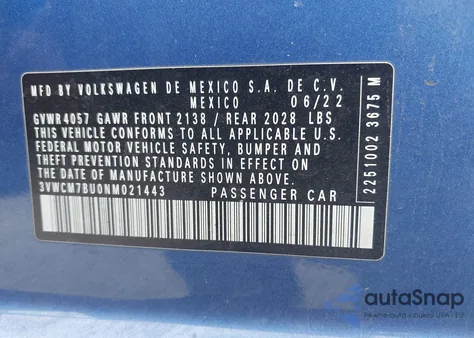 MFD BY VOLKSWAGEN DE MEXICO S.A. DE C.V.
MEXICO 06/22
GVWR 4057 GAWR FRONT 2138 / REAR 2028 LBS
THIS VEHICLE CONFORMS TO ALL APPLICABLE U.S.
FEDERAL MOTOR VEHICLE SAFETY, BUMPER AND
THEFT PREVENTION STANDARDS IN EFFECT ON
THE DATE OF MANUFACTURE SHOWN ABOVE
3VWCM7BU0NM021443 PASSENGER CAR
2251002 3675 M
autaSnap